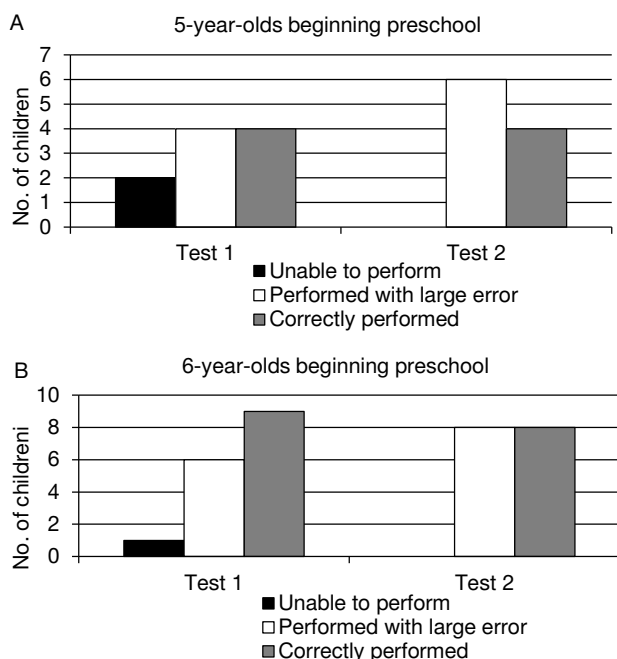 A
5-year-olds beginning preschool
No. of children
7
6
5
4
3
2
1
0
Test 1 Test 2
Unable to perform
Performed with large error
Correctly performed
B
6-year-olds beginning preschool
No. of childreni
10
8
6
4
2
0
Test 1 Test 2
Unable to perform
Performed with large error
Correctly performed